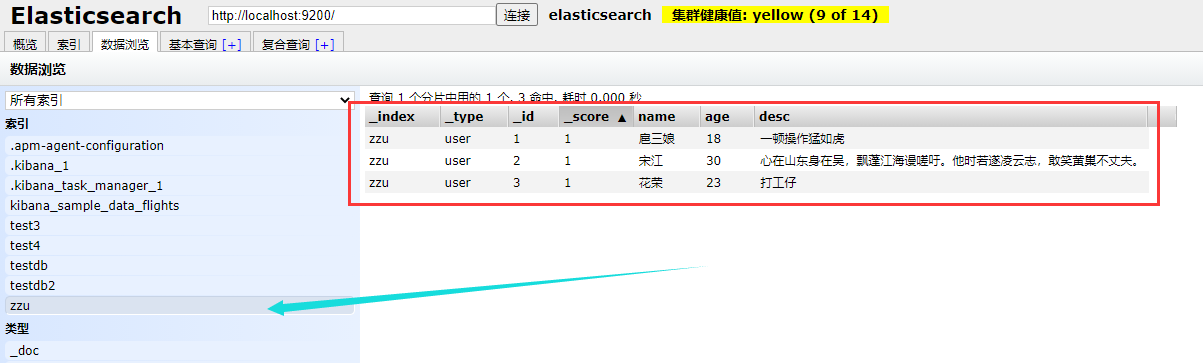 Elasticsearch http://localhost:9200/ 连接 elasticsearch 集群健康值: yellow (9 of 14)
概览 索引 数据浏览 基本查询 [+] 复合查询 [+]
数据浏览
所有索引
索引
.apm-agent-configuration
.kibana_1
.kibana_task_manager_1
kibana_sample_data_flights
test3
test4
testdb
testdb2
zzu
类型
_doc
查询 1 个分片中用的 1 个. 3 命中. 耗时 0.000 秒
_index _type _id _score ▲ name age desc
zzu user 1 1 扈三娘 18 一顿操作猛如虎
zzu user 2 1 宋江 30 心在山东身在吴，飘蓬江海谩嗟吁。他时若遂凌云志，敢笑黄巢不丈夫。
zzu user 3 1 花荣 23 打工仔